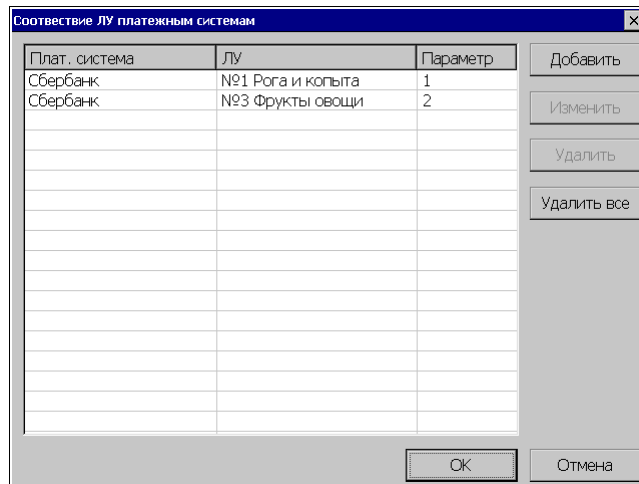 Соотвествие ЛУ платежным системам
Плат. система ЛУ Параметр
Сбербанк №1 Рога и копыта 1
Сбербанк №3 Фрукты овощи 2
Добавить
Изменить
Удалить
Удалить все
OK Отмена